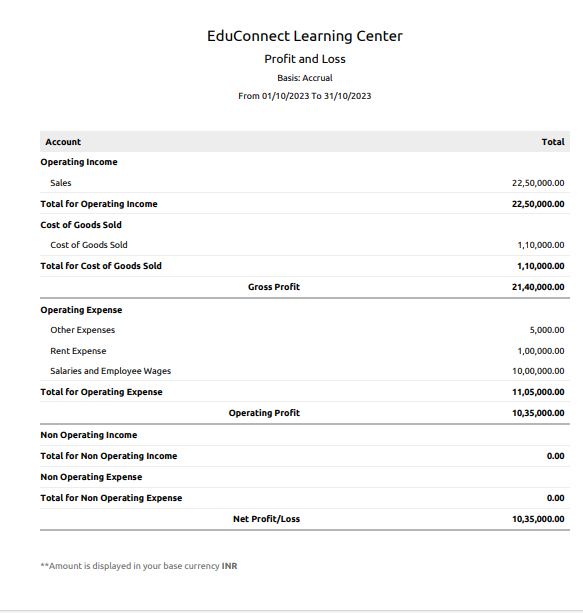 EduConnect Learning Center
Profit and Loss
Basis: Accrual
From 01/10/2023 To 31/10/2023
Account Total
Operating Income
Sales 22,50,000.00
Total for Operating Income 22,50,000.00
Cost of Goods Sold
Cost of Goods Sold 1,10,000.00
Total for Cost of Goods Sold 1,10,000.00
Gross Profit 21,40,000.00
Operating Expense
Other Expenses 5,000.00
Rent Expense 1,00,000.00
Salaries and Employee Wages 10,00,000.00
Total for Operating Expense 11,05,000.00
Operating Profit 10,35,000.00
Non Operating Income
Total for Non Operating Income 0.00
Non Operating Expense
Total for Non Operating Expense 0.00
Net Profit/Loss 10,35,000.00
**Amount is displayed in your base currency INR